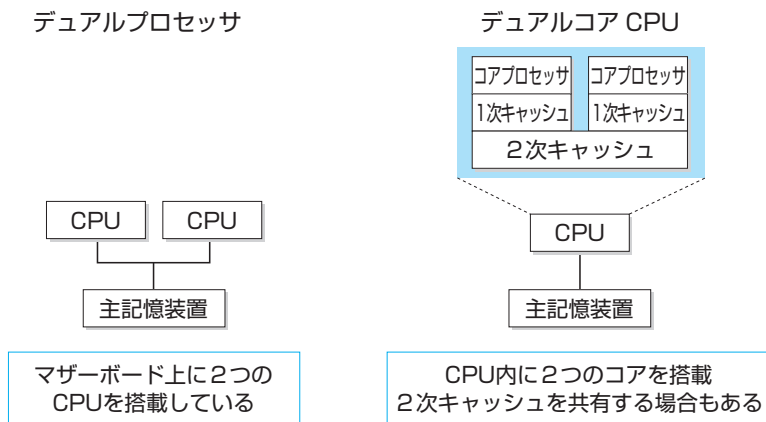 デュアルプロセッサ
CPU
CPU
主記憶装置
マザーボード上に2つの
CPUを搭載している
デュアルコア CPU
コアプロセッサ
コアプロセッサ
1次キャッシュ
1次キャッシュ
2次キャッシュ
CPU
主記憶装置
CPU内に2つのコアを搭載
2次キャッシュを共有する場合もある